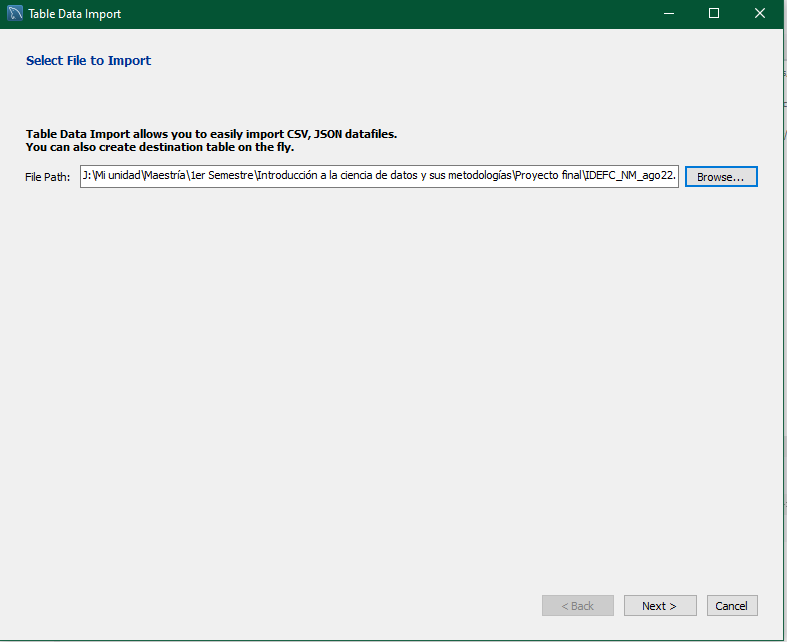 Table Data Import
Select File to Import
Table Data Import allows you to easily import CSV, JSON datafiles.
You can also create destination table on the fly.
File Path: J:\Mi unidad\Maestría\1er Semestre\Introducción a la ciencia de datos y sus metodologías\Proyecto final\IDEFC_NM_ago22. Browse...
< Back Next > Cancel